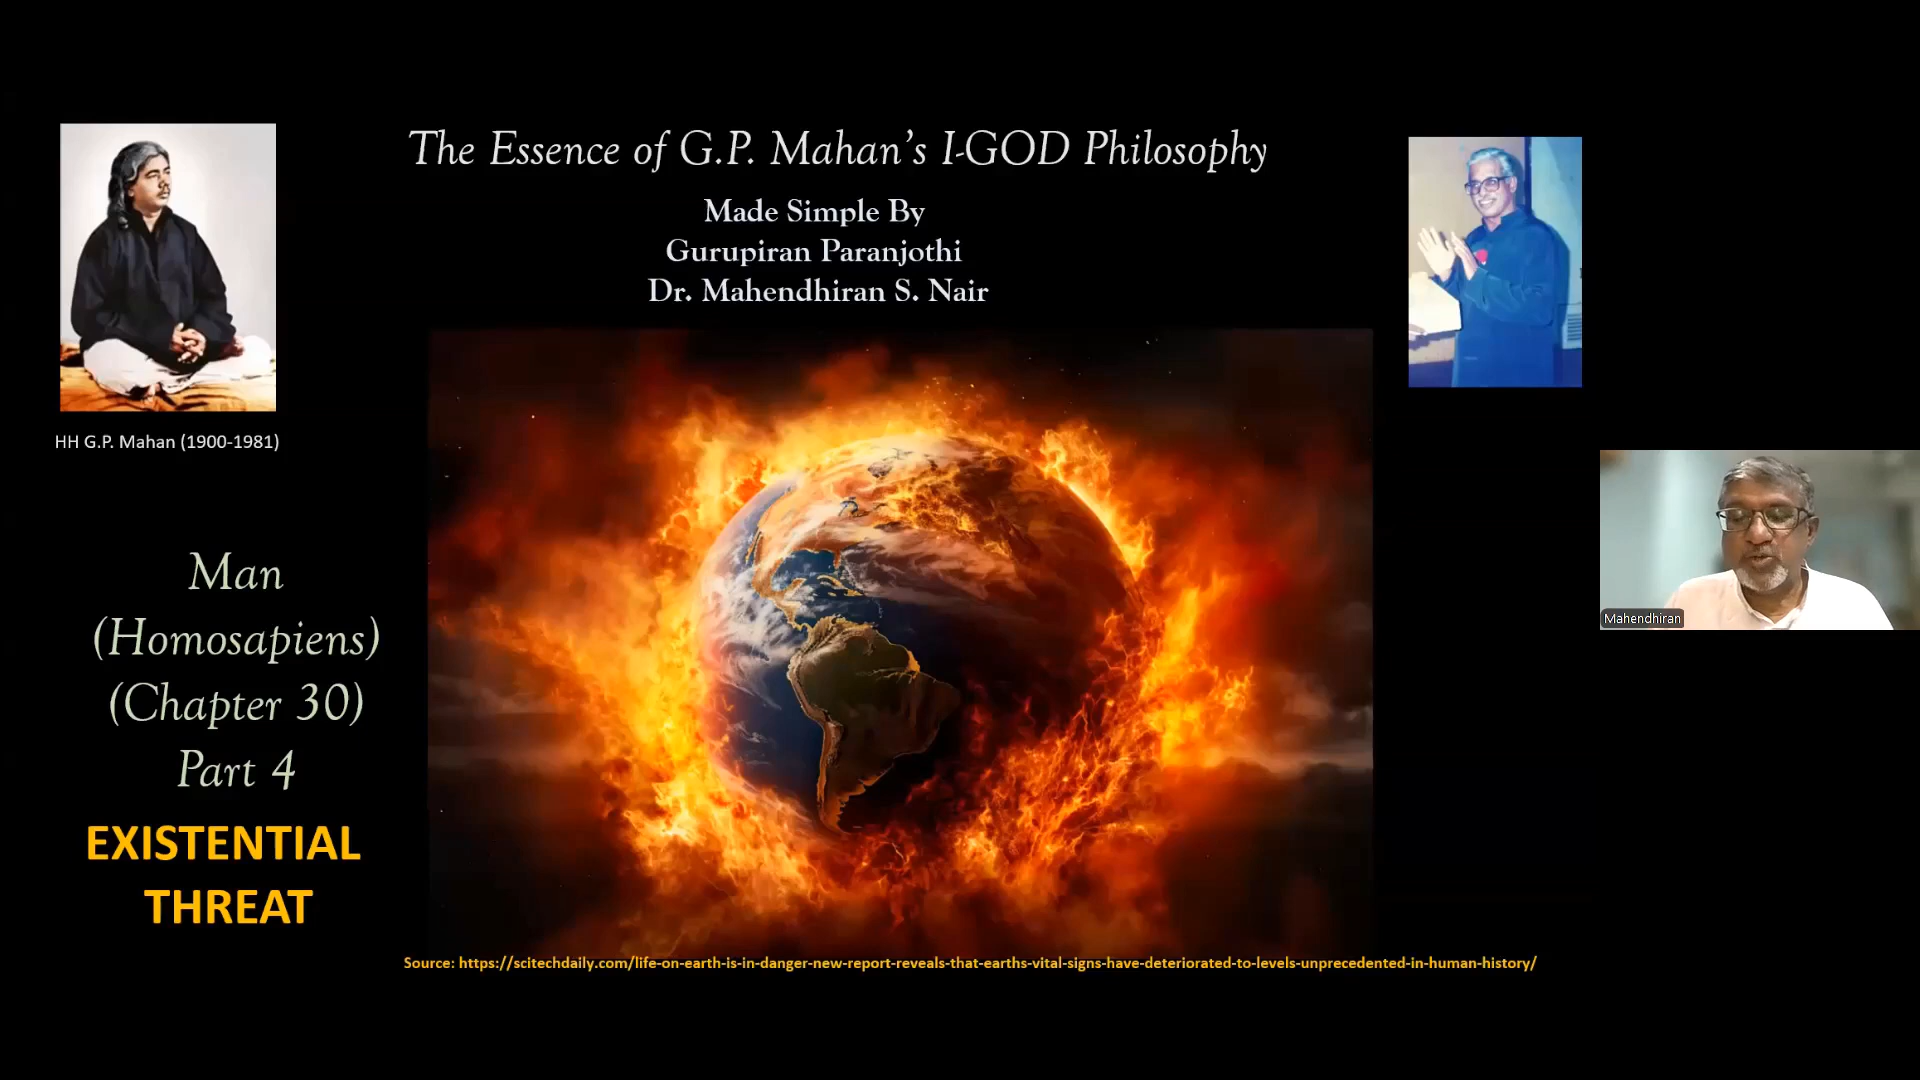 The Essence of G.P. Mahan's I-GOD Philosophy
Made Simple By
Gurupiran Paranjothi
Dr. Mahendhiran S. Nair
HH G.P. Mahan (1900-1981)
Man
(Homosapiens)
(Chapter 30)
Part 4
EXISTENTIAL
THREAT
Mahendhiran
Source: https://scitechdaily.com/life-on-earth-is-in-danger-new-report-reveals-that-earths-vital-signs-have-deteriorated-to-levels-unprecedented-in-human-history/